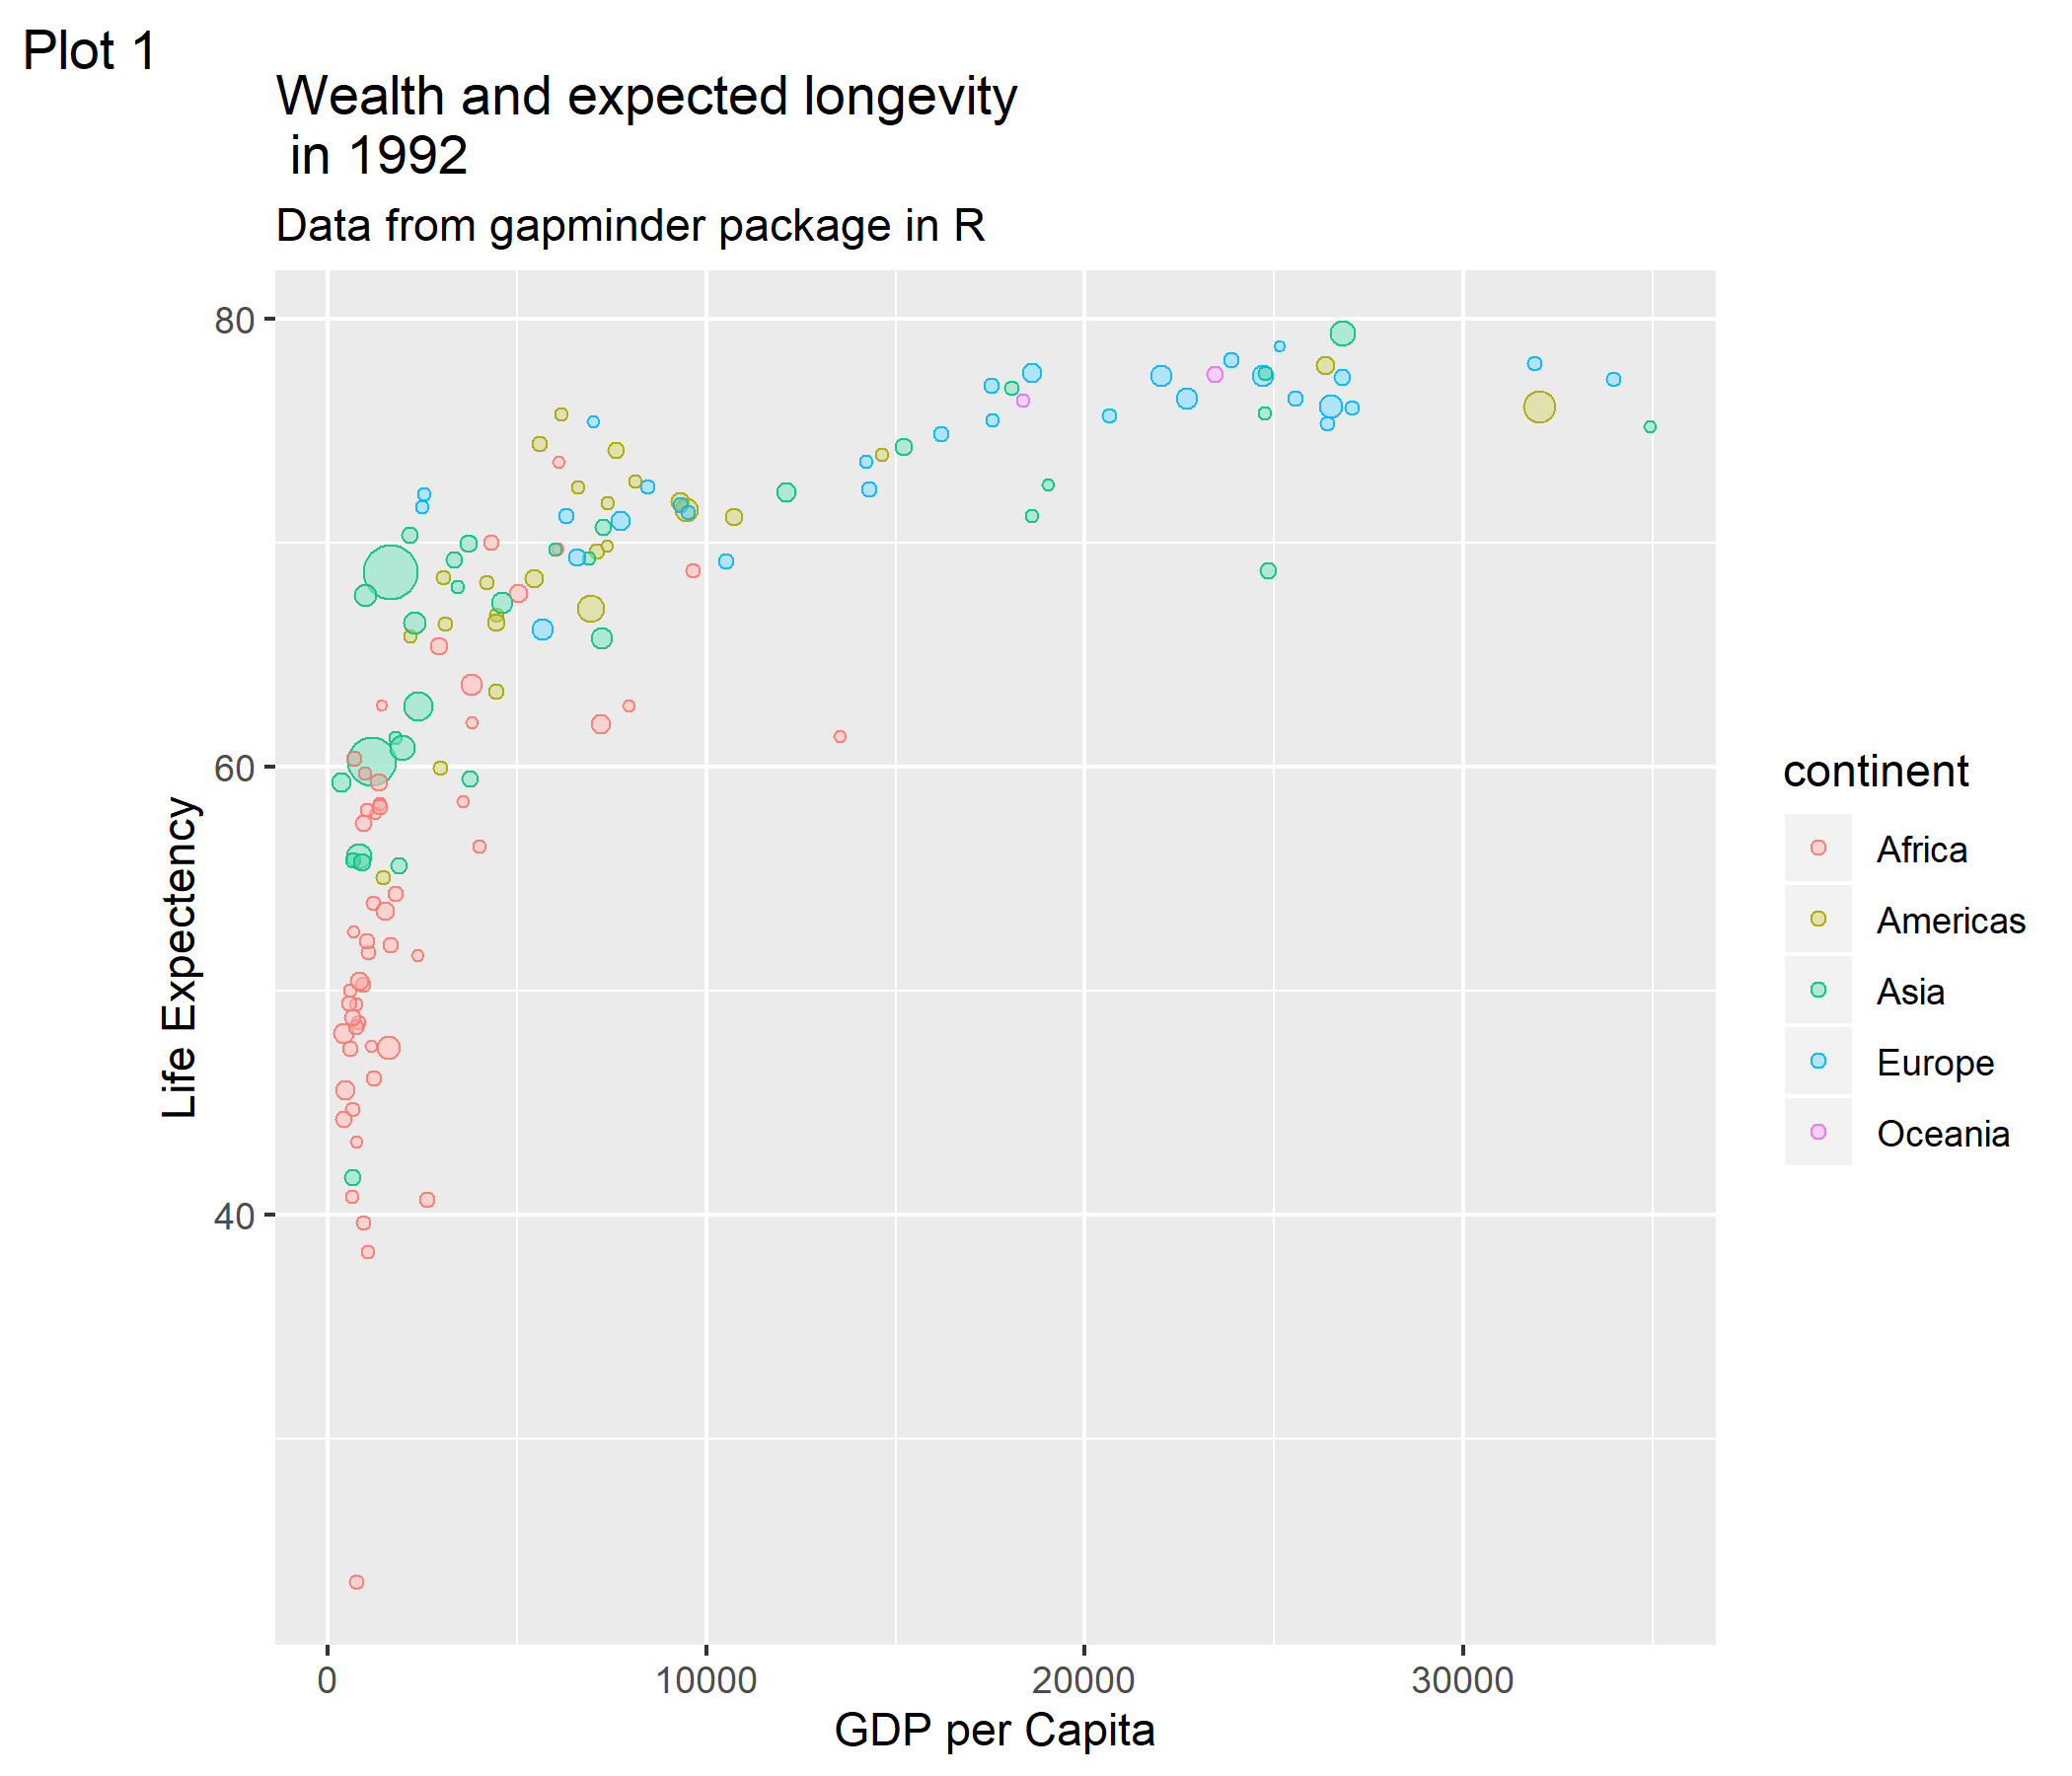 Plot 1
Wealth and expected longevity
in 1992
Data from gapminder package in R
80
60
40
Life Expectency
0 10000 20000 30000
GDP per Capita
continent
Africa
Americas
Asia
Europe
Oceania